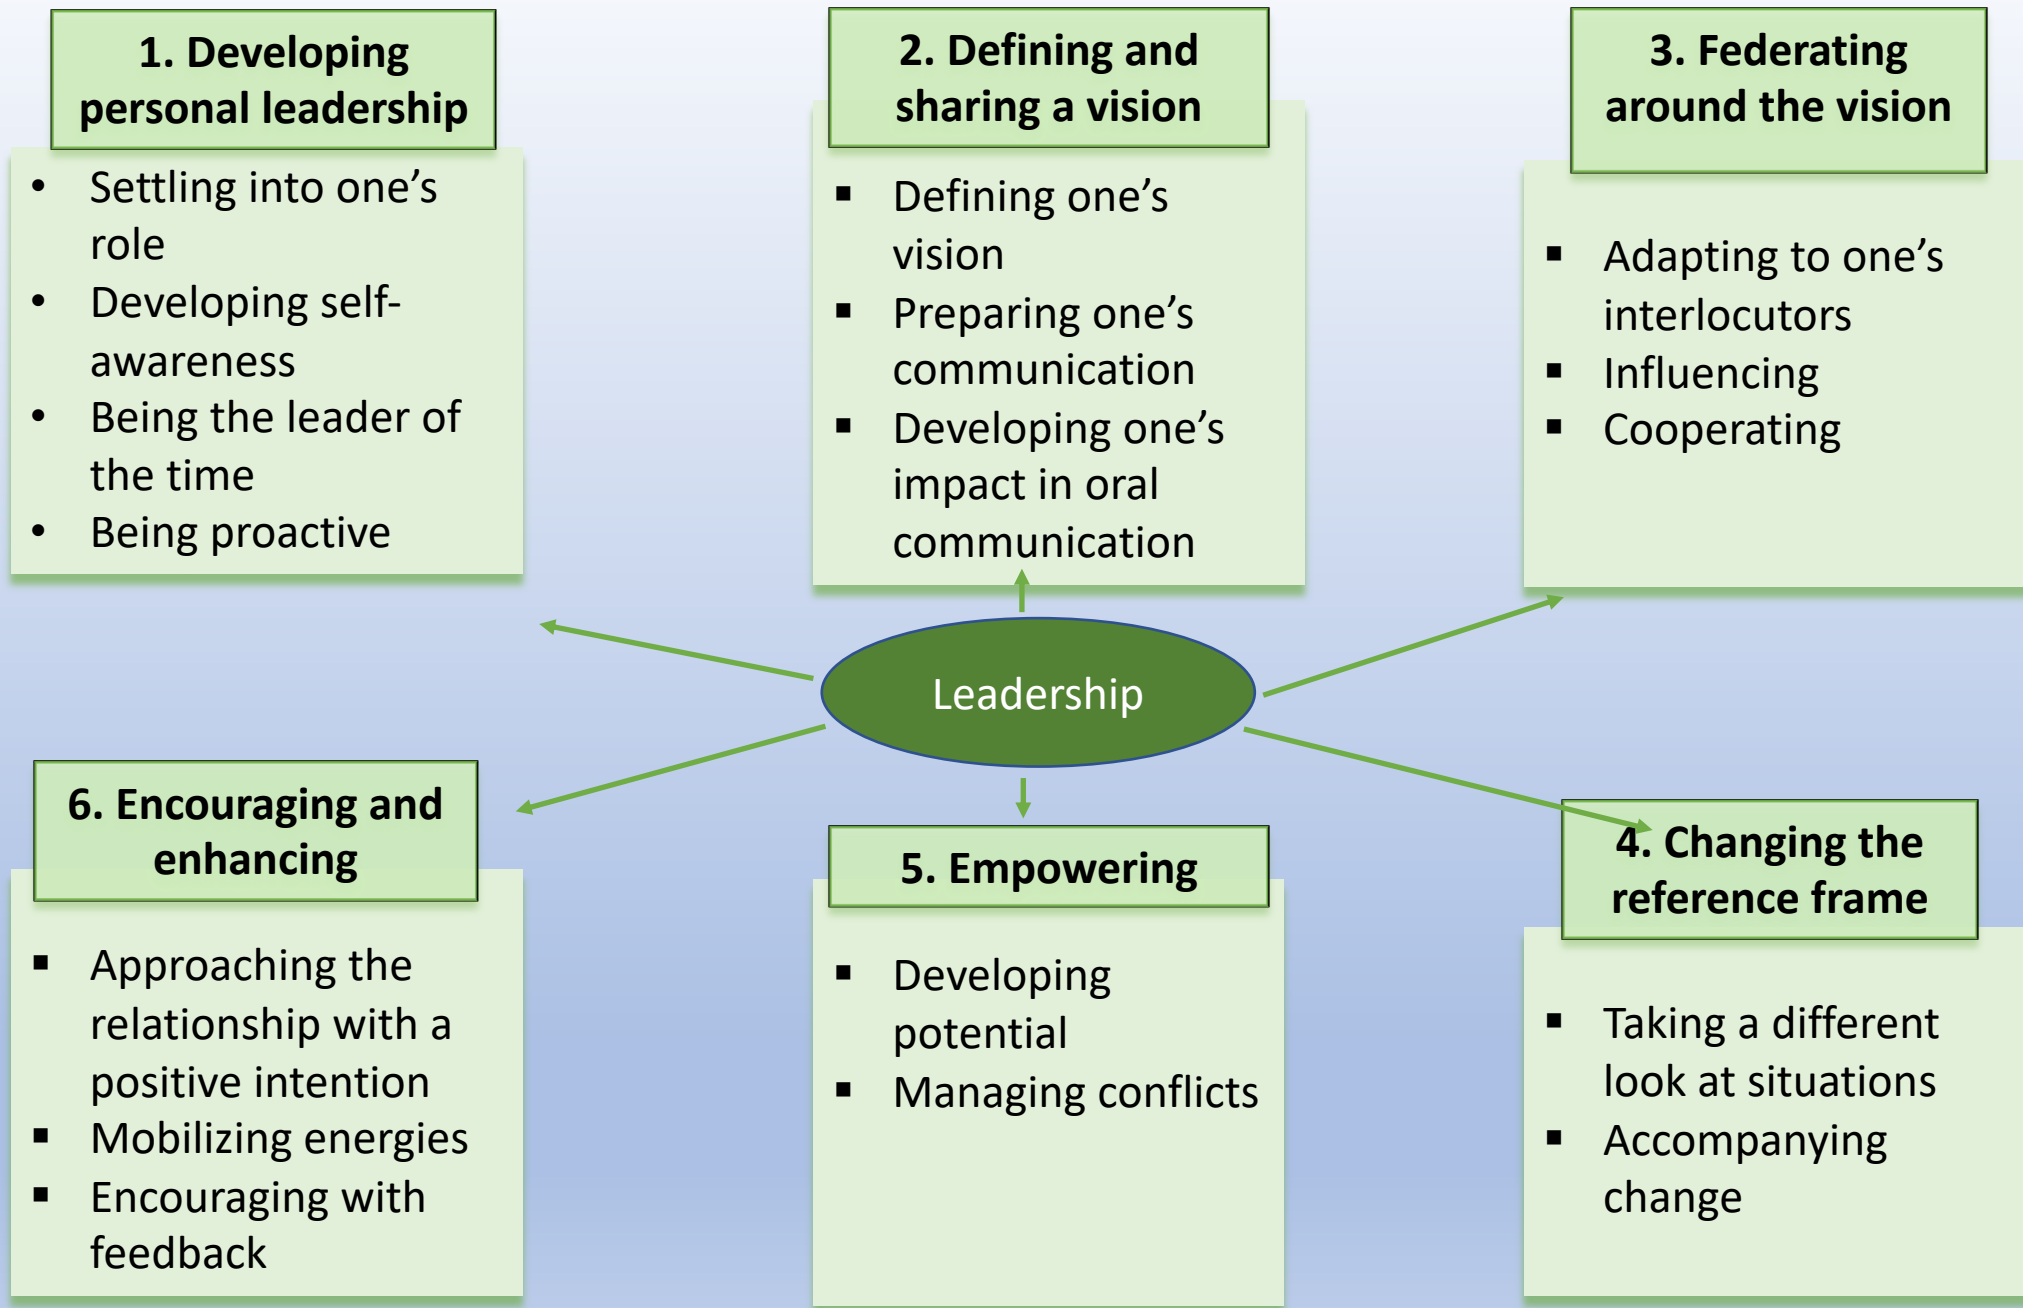 1. Developing
personal leadership
• Settling into one’s
role
• Developing self-
awareness
• Being the leader of
the time
• Being proactive
2. Defining and
sharing a vision
▪ Defining one’s
vision
▪ Preparing one’s
communication
▪ Developing one’s
impact in oral
communication
3. Federating
around the vision
▪ Adapting to one’s
interlocutors
▪ Influencing
▪ Cooperating
Leadership
6. Encouraging and
enhancing
▪ Approaching the
relationship with a
positive intention
▪ Mobilizing energies
▪ Encouraging with
feedback
5. Empowering
▪ Developing
potential
▪ Managing conflicts
4. Changing the
reference frame
▪ Taking a different
look at situations
▪ Accompanying
change